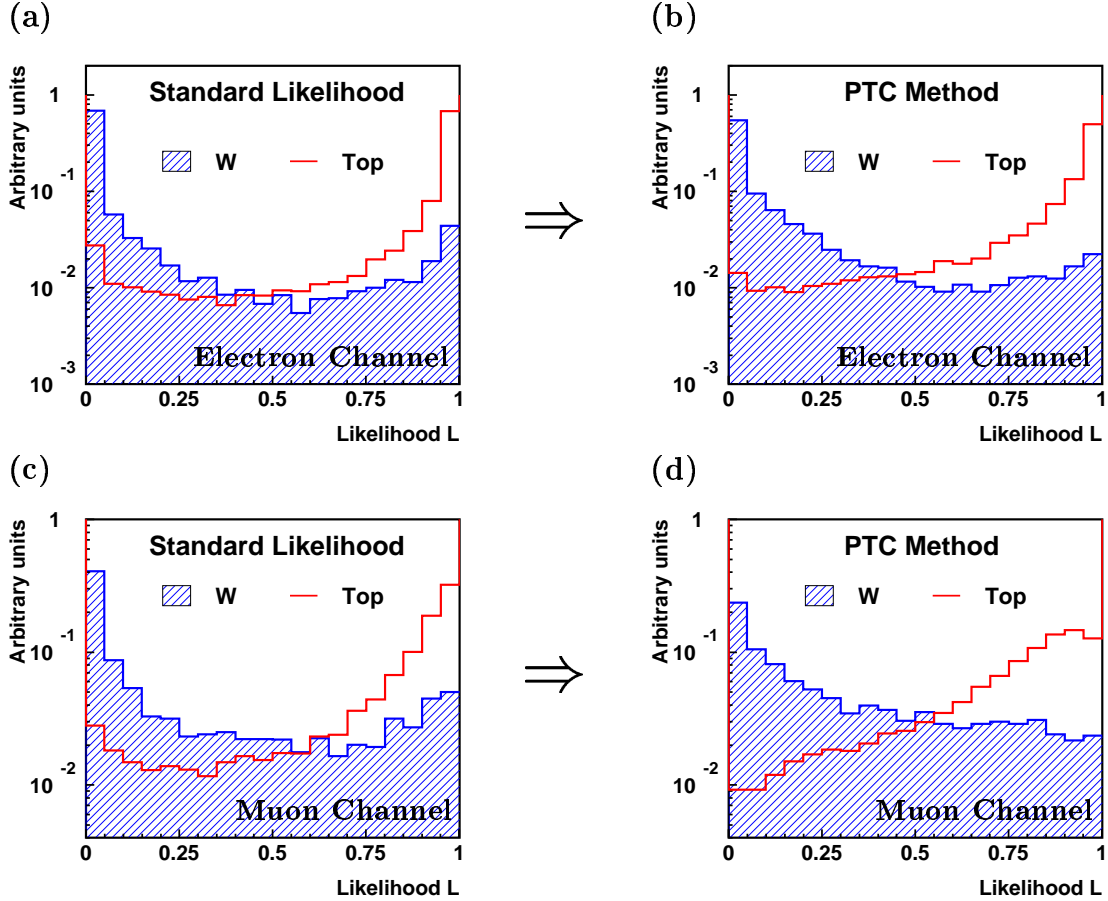 (a)
Standard Likelihood
W
Top
Electron Channel
Arbitrary units
1
10 -1
10 -2
10 -3
0 0.25 0.5 0.75 1
Likelihood L
⇒
(b)
PTC Method
W
Top
Electron Channel
Arbitrary units
1
10 -1
10 -2
10 -3
0 0.25 0.5 0.75 1
Likelihood L
(c)
Standard Likelihood
W
Top
Muon Channel
Arbitrary units
1
10 -1
10 -2
0 0.25 0.5 0.75 1
Likelihood L
⇒
(d)
PTC Method
W
Top
Muon Channel
Arbitrary units
1
10 -1
10 -2
0 0.25 0.5 0.75 1
Likelihood L